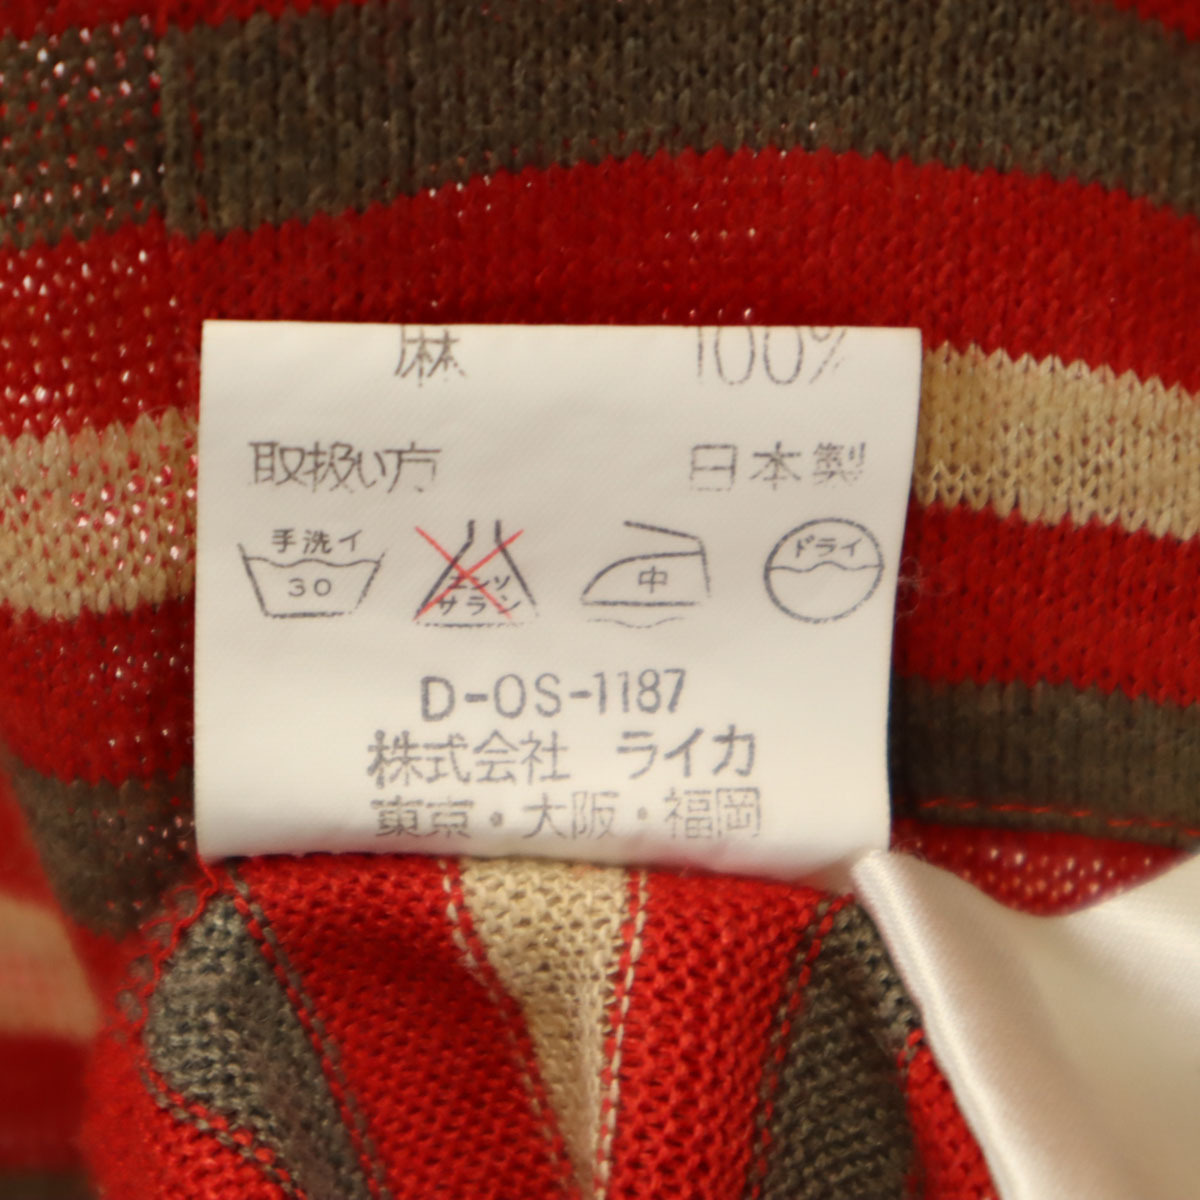 麻 100%
取扱い方 日本製
手洗イ 30 エンソ サラシ 中 ドライ
D-OS-1187
株式会社 ライカ
東京・大阪・福岡